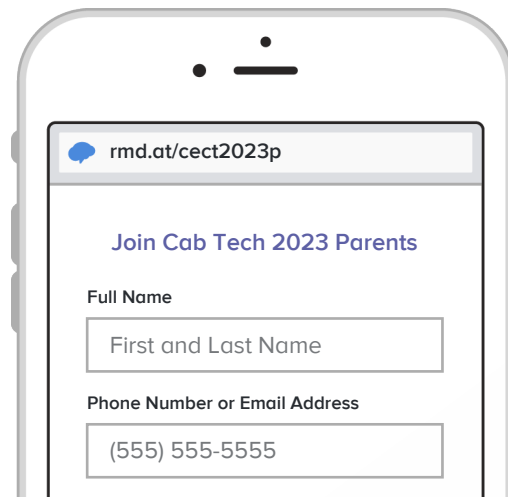 rmd.at/cect2023p
Join Cab Tech 2023 Parents
Full Name
First and Last Name
Phone Number or Email Address
(555) 555-5555